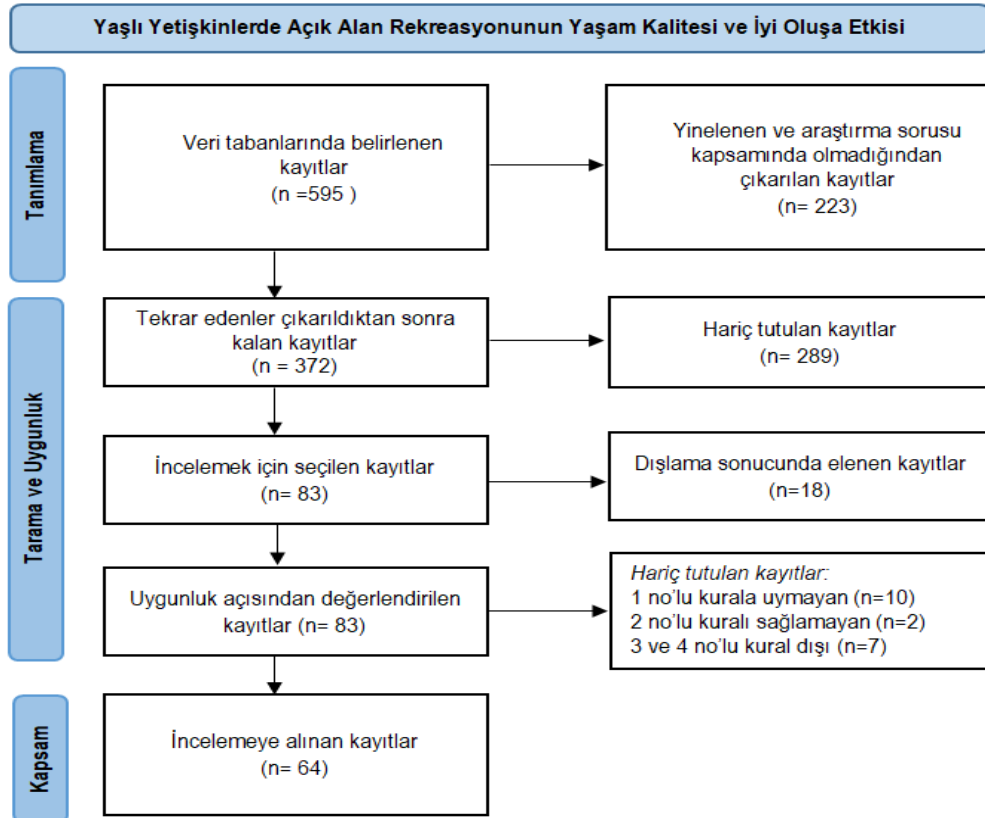 Yaşlı Yetişkinlerde Açık Alan Rekreasyonunun Yaşam Kalitesi ve İyi Oluşa Etkisi
Tanımlama
Veri tabanlarında belirlenen
kayıtlar
(n =595 )
Yinelenen ve araştırma sorusu
kapsamında olmadığından
çıkarılan kayıtlar
(n= 223)
Tarama ve Uygunluk
Tekrar edenler çıkarıldıktan sonra
kalan kayıtlar
(n = 372)
Hariç tutulan kayıtlar
(n= 289)
İncelemek için seçilen kayıtlar
(n= 83)
Dışlama sonucunda elenen kayıtlar
(n=18)
Uygunluk açısından değerlendirilen
kayıtlar (n= 83)
Hariç tutulan kayıtlar:
1 no’lu kurala uymayan (n=10)
2 no’lu kuralı sağlamayan (n=2)
3 ve 4 no’lu kural dışı (n=7)
Kapsam
İncelemeye alınan kayıtlar
(n= 64)